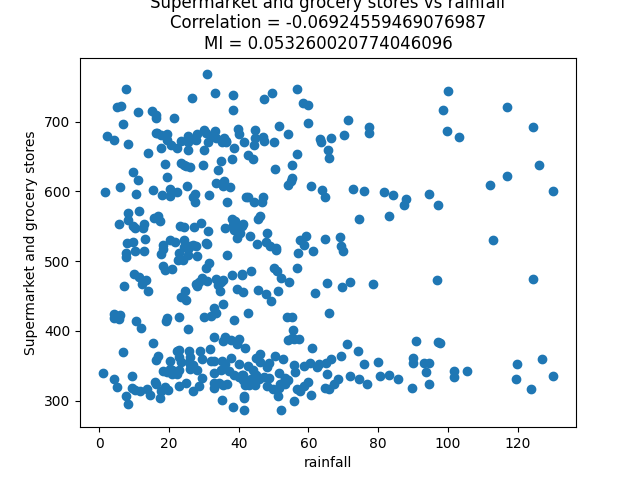 Supermarket and grocery stores vs rainfall
Correlation = -0.06924559469076987
MI = 0.053260020774046096
Supermarket and grocery stores
700
600
500
400
300
0 20 40 60 80 100 120
rainfall